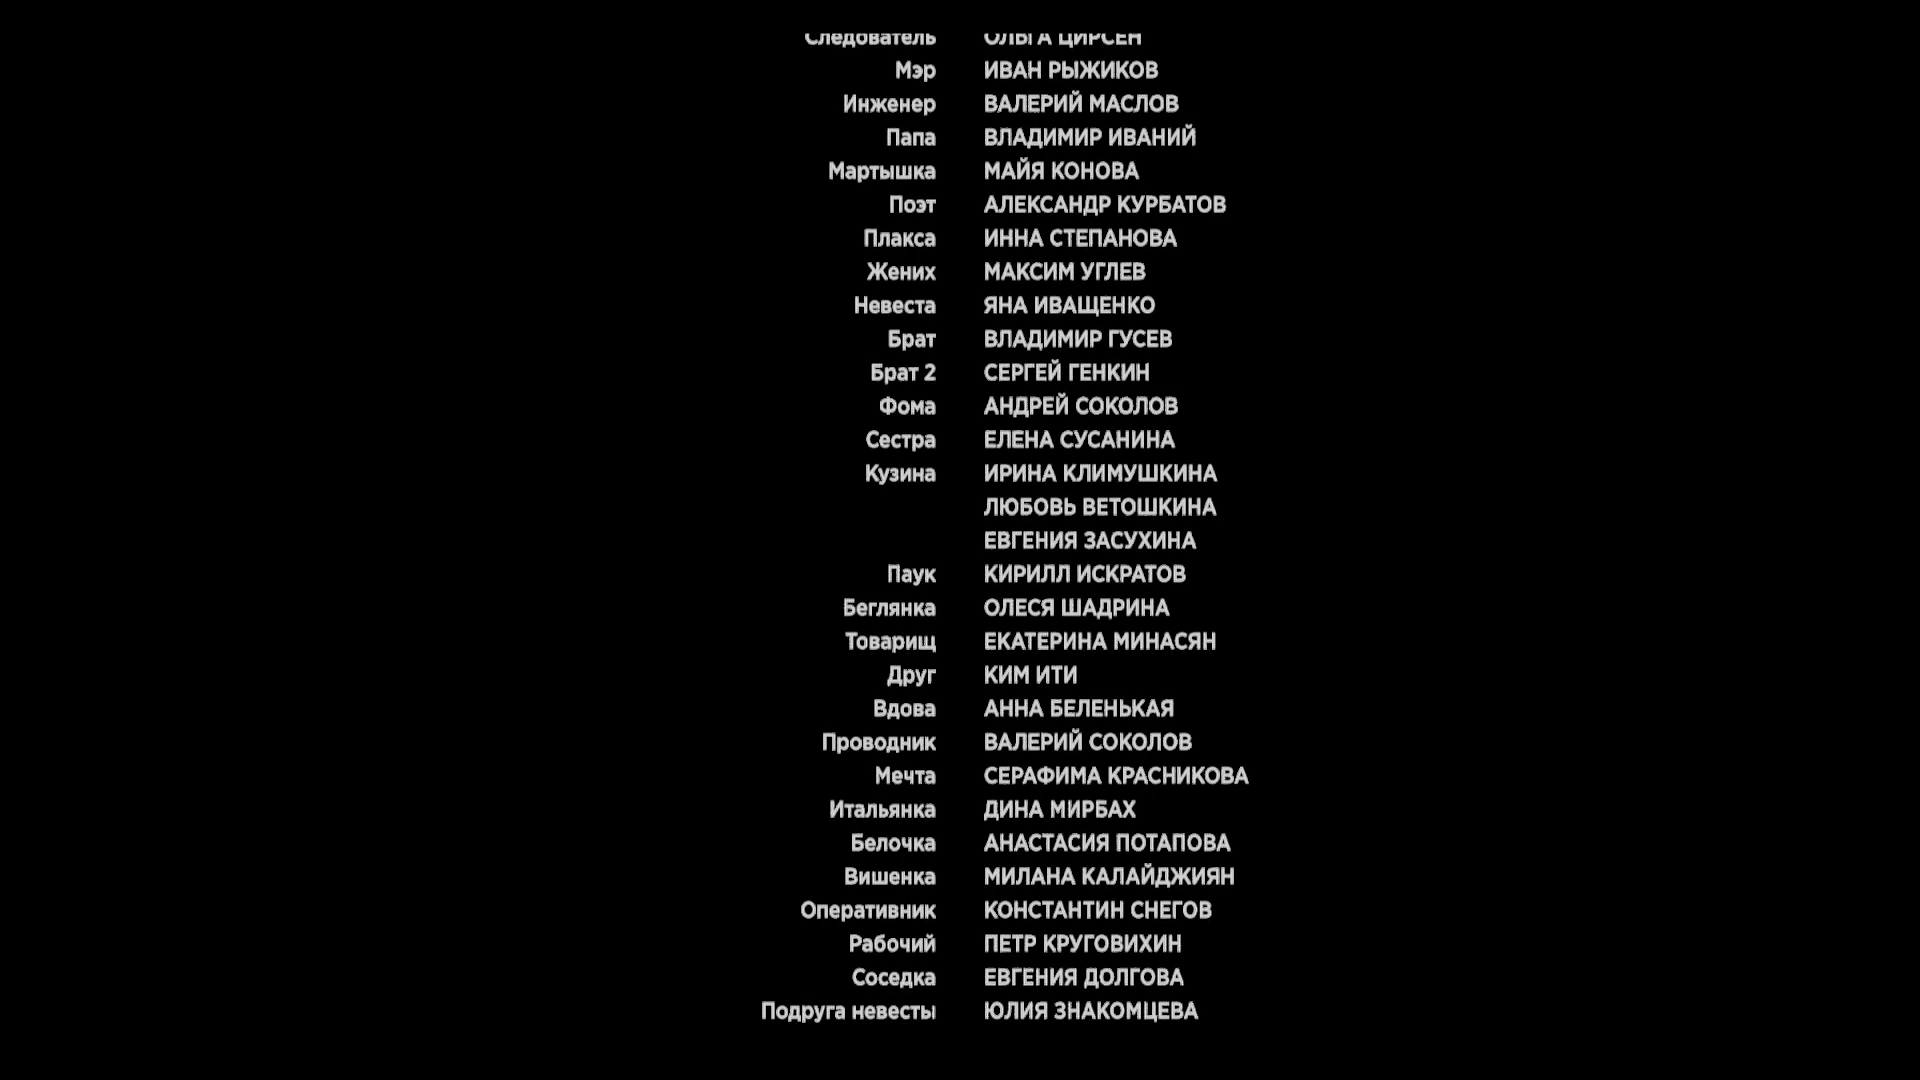 Следователь ОЛЬГА ЦИРСЕН
Мэр ИВАН РЫЖИКОВ
Инженер ВАЛЕРИЙ МАСЛОВ
Папа ВЛАДИМИР ИВАНИЙ
Мартышка МАЙЯ КОНОВА
Поэт АЛЕКСАНДР КУРБАТОВ
Плакса ИННА СТЕПАНОВА
Жених МАКСИМ УГЛЕВ
Невеста ЯНА ИВАЩЕНКО
Брат ВЛАДИМИР ГУСЕВ
Брат 2 СЕРГЕЙ ГЕНКИН
Фома АНДРЕЙ СОКОЛОВ
Сестра ЕЛЕНА СУСАНИНА
Кузина ИРИНА КЛИМУШКИНА
ЛЮБОВЬ ВЕТОШКИНА
ЕВГЕНИЯ ЗАСУХИНА
Паук КИРИЛЛ ИСКРАТОВ
Беглянка ОЛЕСЯ ШАДРИНА
Товарищ ЕКАТЕРИНА МИНАСЯН
Друг КИМ ИТИ
Вдова АННА БЕЛЕНЬКАЯ
Проводник ВАЛЕРИЙ СОКОЛОВ
Мечта СЕРАФИМА КРАСНИКОВА
Итальянка ДИНА МИРБАХ
Белочка АНАСТАСИЯ ПОТАПОВА
Вишенка МИЛАНА КАЛАЙДЖИЯН
Оперативник КОНСТАНТИН СНЕГОВ
Рабочий ПЕТР КРУГОВИХИН
Соседка ЕВГЕНИЯ ДОЛГОВА
Подруга невесты ЮЛИЯ ЗНАКОМЦЕВА